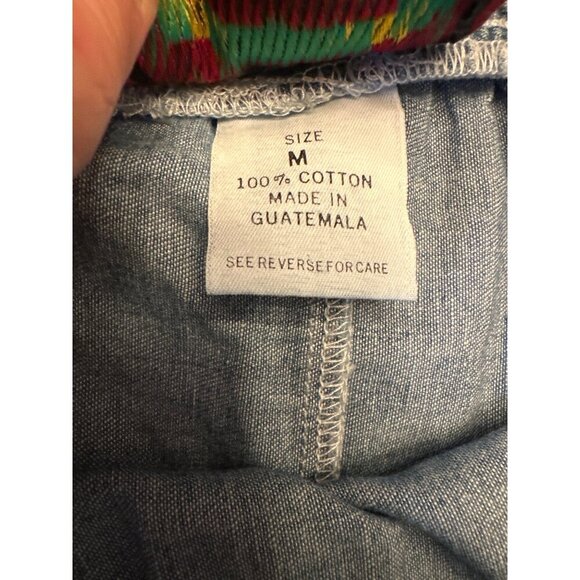 SIZE
M
100% COTTON
MADE IN
GUATEMALA
SEE REVERSE FOR CARE